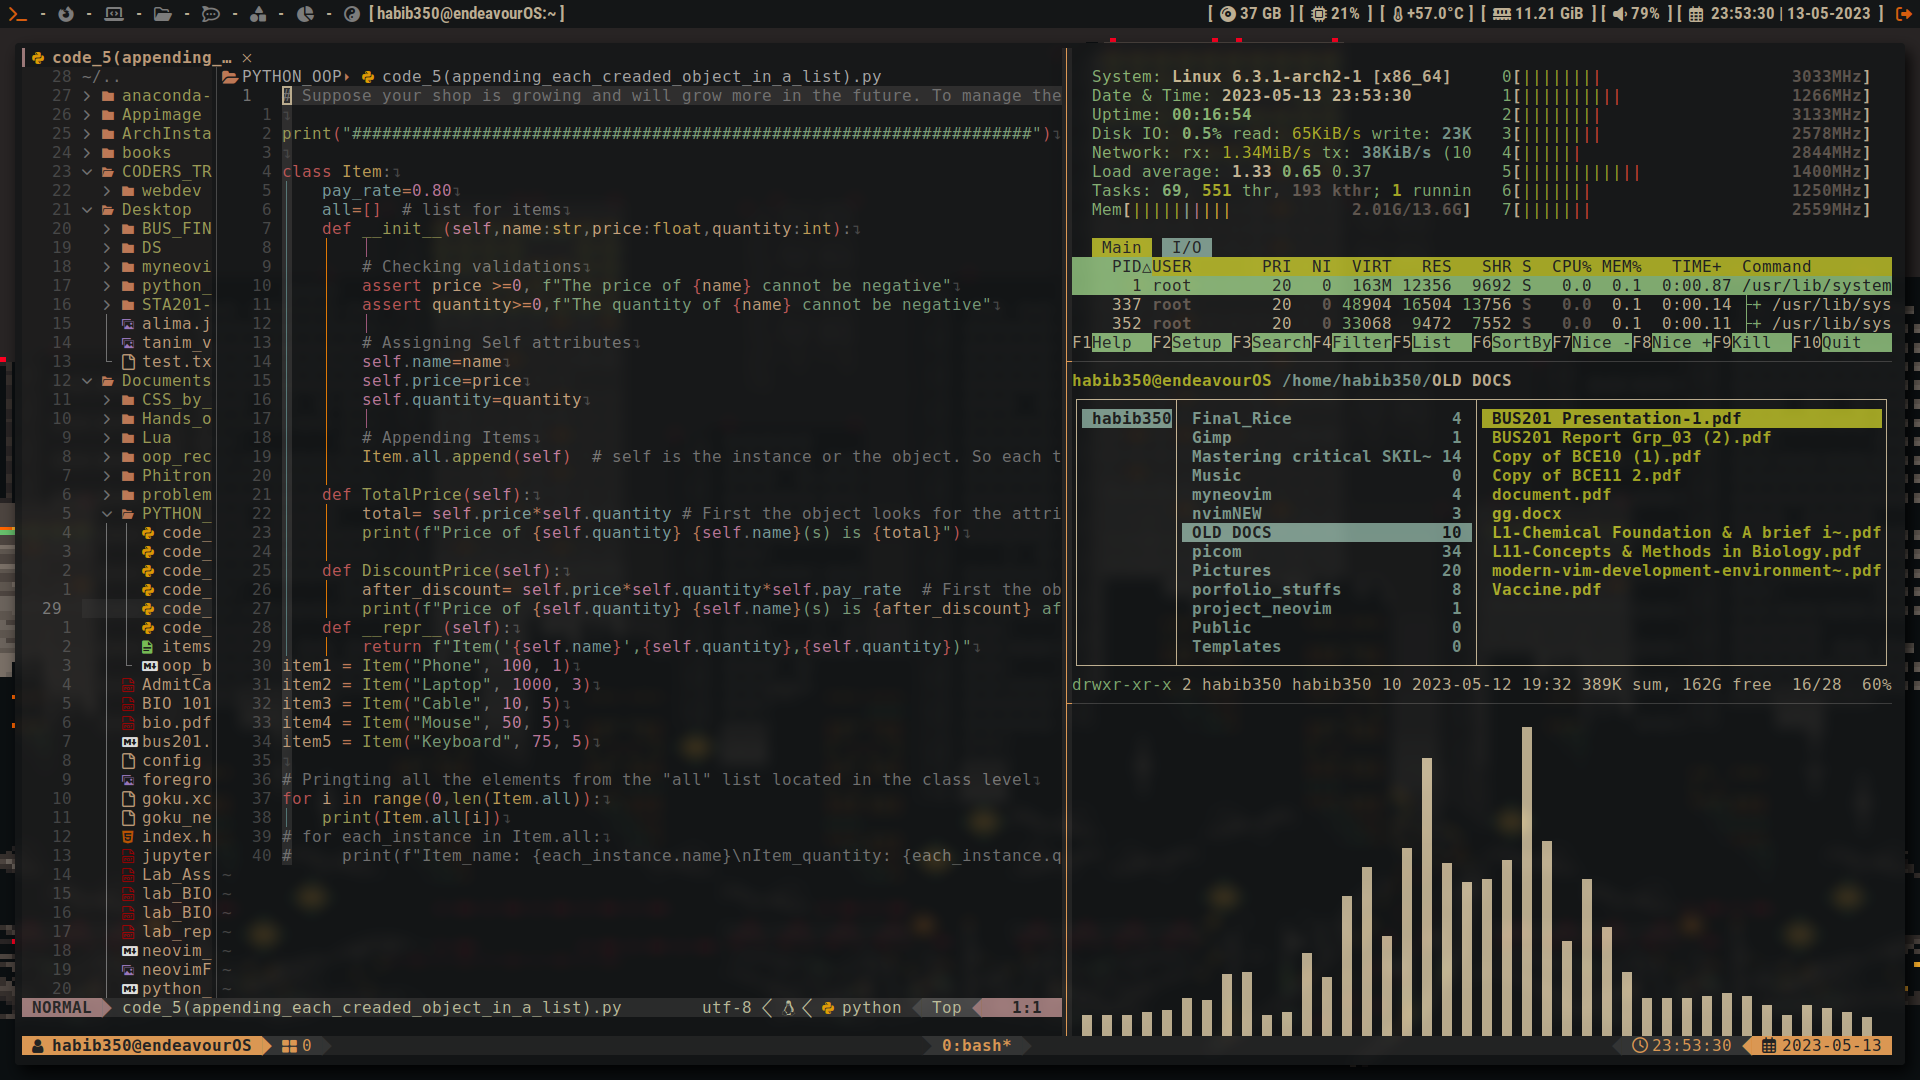 [habib350@endeavourOS:~]
[ 37 GB ][ 21% ] [ +57.0°C ][ 11.21 GiB ][ 79% ][ 23:53:30 | 13-05-2023 ]
code_5(appending_… ×
28 ~/..
27 anaconda-
26 Appimage
25 ArchInsta
24 books
23 CODERS_TR
22 webdev
21 Desktop
20 BUS_FIN
19 DS
18 myneovi
17 python_
16 STA201-
15 alima.j
14 tanim_v
13 test.tx
12 Documents
11 CSS_by_
10 Hands_o
9 Lua
8 oop_rec
7 Phitron
6 problem
5 PYTHON_
4 code_
3 code_
2 code_
1 code_
29 code_
1 code_
2 items
3 oop_b
4 AdmitCa
5 BIO 101
6 bio.pdf
7 bus201.
8 config
9 foregro
10 goku.xc
11 goku_ne
12 index.h
13 jupyter
14 Lab_Ass
15 lab_BIO
16 lab_BIO
17 lab_rep
18 neovim_
19 neovimF
20 python_
PYTHON_OOP code_5(appending_each_creaded_object_in_a_list).py
1 # Suppose your shop is growing and will grow more in the future. To manage the
1
2 print("####################################################################")
3
4 class Item:
5 pay_rate=0.80
6 all=[]  # list for items
7 def __init__(self,name:str,price:float,quantity:int):
8
9 # Checking validations
10 assert price >=0, f"The price of {name} cannot be negative"
11 assert quantity>=0,f"The quantity of {name} cannot be negative"
12
13 # Assigning Self attributes
14 self.name=name
15 self.price=price
16 self.quantity=quantity
17
18 # Appending Items
19 Item.all.append(self)  # self is the instance or the object. So each t
20
21 def TotalPrice(self):
22 total= self.price*self.quantity # First the object looks for the attri
23 print(f"Price of {self.quantity} {self.name}(s) is {total}")
24
25 def DiscountPrice(self):
26 after_discount= self.price*self.quantity*self.pay_rate  # First the ob
27 print(f"Price of {self.quantity} {self.name}(s) is {after_discount} af
28 def __repr__(self):
29 return f"Item('{self.name}',{self.quantity},{self.quantity})"
30 item1 = Item("Phone", 100, 1)
31 item2 = Item("Laptop", 1000, 3)
32 item3 = Item("Cable", 10, 5)
33 item4 = Item("Mouse", 50, 5)
34 item5 = Item("Keyboard", 75, 5)
35
36 # Pringting all the elements from the "all" list located in the class level
37 for i in range(0,len(Item.all)):
38 print(Item.all[i])
39 # for each_instance in Item.all:
40 #     print(f"Item_name: {each_instance.name}\nItem_quantity: {each_instance.q
NORMAL code_5(appending_each_creaded_object_in_a_list).py utf-8 python Top 1:1
System: Linux 6.3.1-arch2-1 [x86_64]
Date & Time: 2023-05-13 23:53:30
Uptime: 00:16:54
Disk IO: 0.5% read: 65KiB/s write: 23K
Network: rx: 1.34MiB/s tx: 38KiB/s (10
Load average: 1.33 0.65 0.37
Tasks: 69, 551 thr, 193 kthr; 1 runnin
Mem[|||||||||| 2.01G/13.6G]
0[|||||||| 3033MHz]
1[|||||||||| 1266MHz]
2[|||||||| 3133MHz]
3[|||||||| 2578MHz]
4[|||||| 2844MHz]
5[|||||||||||| 1400MHz]
6[||||||| 1250MHz]
7[||||||| 2559MHz]
Main I/O
PID△USER PRI NI VIRT RES SHR S CPU% MEM% TIME+ Command
1 root 20 0 163M 12356 9692 S 0.0 0.1 0:00.87 /usr/lib/system
337 root 20 0 48904 16504 13756 S 0.0 0.1 0:00.14 ├+ /usr/lib/sys
352 root 20 0 33068 9472 7552 S 0.0 0.1 0:00.11 ├+ /usr/lib/sys
F1Help F2Setup F3SearchF4FilterF5List F6SortByF7Nice -F8Nice +F9Kill F10Quit
habib350@endeavourOS /home/habib350/OLD DOCS
habib350
Final_Rice 4
Gimp 1
Mastering critical SKIL~ 14
Music 0
myneovim 4
nvimNEW 3
OLD DOCS 10
picom 34
Pictures 20
porfolio_stuffs 8
project_neovim 1
Public 0
Templates 0
BUS201 Presentation-1.pdf
BUS201 Report Grp_03 (2).pdf
Copy of BCE10 (1).pdf
Copy of BCE11 2.pdf
document.pdf
gg.docx
L1-Chemical Foundation & A brief i~.pdf
L11-Concepts & Methods in Biology.pdf
modern-vim-development-environment~.pdf
Vaccine.pdf
drwxr-xr-x 2 habib350 habib350 10 2023-05-12 19:32 389K sum, 162G free  16/28  60%
habib350@endeavourOS 0 0:bash* 23:53:30 2023-05-13